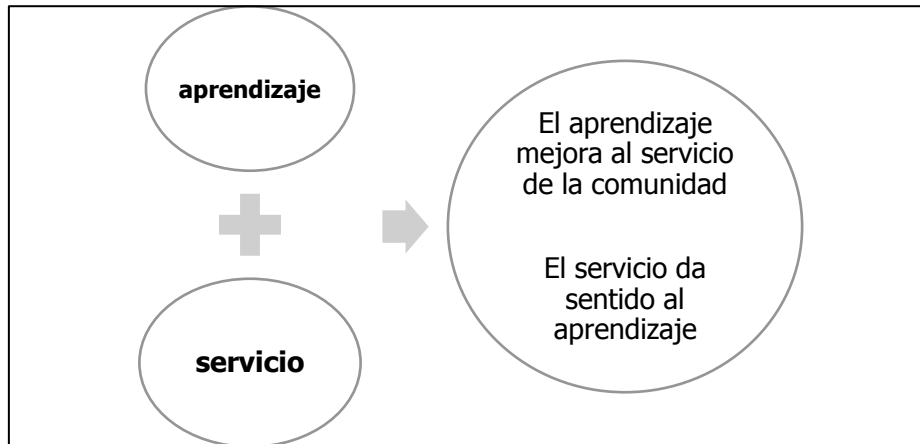 aprendizaje
servicio
El aprendizaje
mejora al servicio
de la comunidad
El servicio da
sentido al
aprendizaje